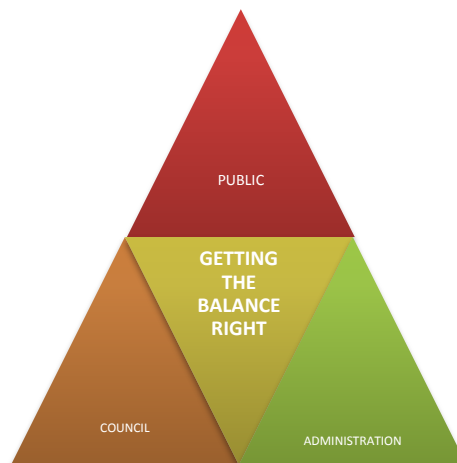 PUBLIC
GETTING
THE
BALANCE
RIGHT
COUNCIL
ADMINISTRATION